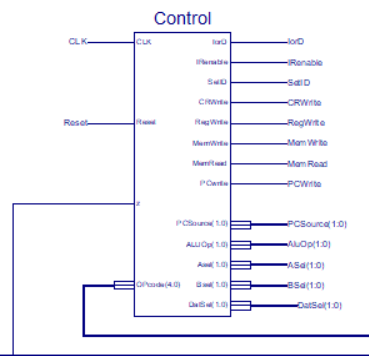 Control
CLK CLK IorD IorD
IRenable IRenable
SetID SetID
CRWrite CRWrite
Reset Reset RegWrite RegWrite
MemWrite MemWrite
MemRead MemRead
PCwrite PCWrite
z
PCSource(1:0) PCSource(1:0)
ALUOp(1:0) AluOp(1:0)
Asel(1:0) ASel(1:0)
OPcode(4:0) Bsel(1:0) BSel(1:0)
DatSel(1:0) DatSel(1:0)